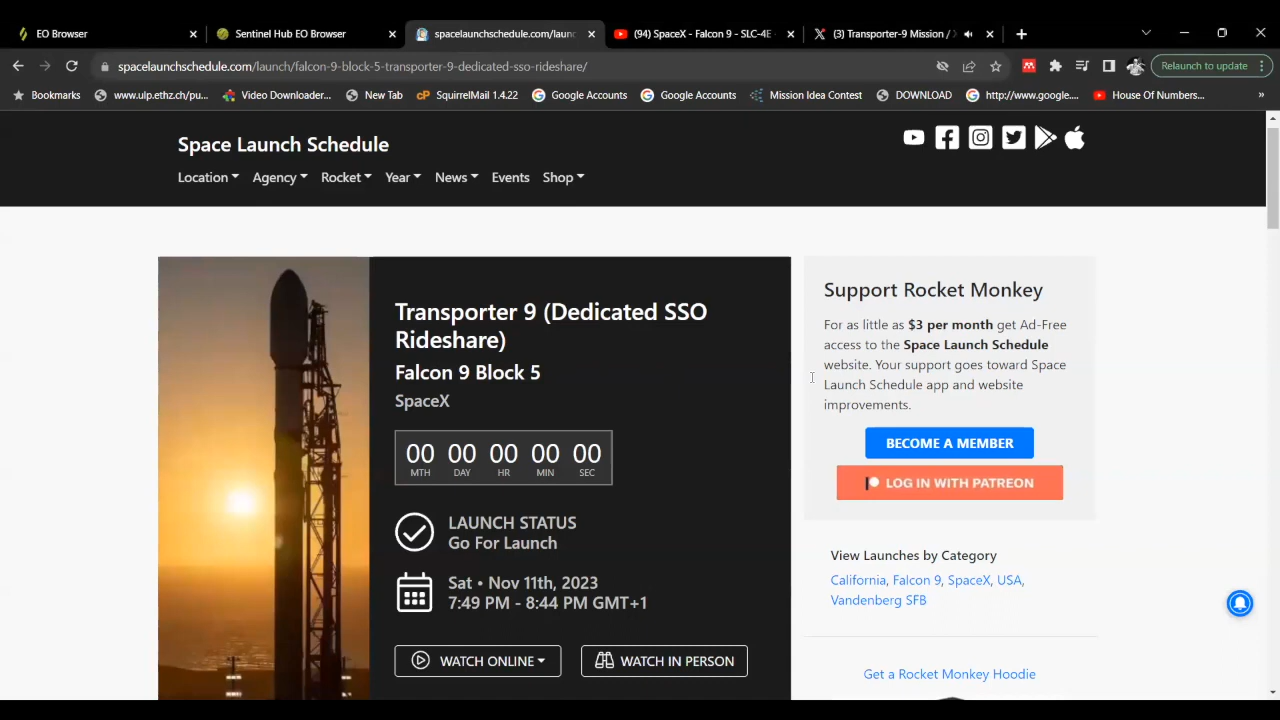 EO Browser
Sentinel Hub EO Browser
spacelaunchschedule.com/launc
(94) SpaceX - Falcon 9 - SLC-4E
(3) Transporter-9 Mission /
spacelaunchschedule.com/launch/falcon-9-block-5-transporter-9-dedicated-sso-rideshare/
Relaunch to update
Bookmarks
www.ulp.ethz.ch/pu...
Video Downloader...
New Tab
cP SquirrelMail 1.4.22
Google Accounts
Google Accounts
Mission Idea Contest
DOWNLOAD
http://www.google....
House Of Numbers...
»
Space Launch Schedule
Location Agency Rocket Year News Events Shop
Transporter 9 (Dedicated SSO
Rideshare)
Falcon 9 Block 5
SpaceX
00 00 00 00 00
MTH DAY HR MIN SEC
LAUNCH STATUS
Go For Launch
Sat • Nov 11th, 2023
7:49 PM - 8:44 PM GMT+1
WATCH ONLINE
WATCH IN PERSON
Support Rocket Monkey
For as little as $3 per month get Ad-Free
access to the Space Launch Schedule
website. Your support goes toward Space
Launch Schedule app and website
improvements.
BECOME A MEMBER
LOG IN WITH PATREON
View Launches by Category
California, Falcon 9, SpaceX, USA,
Vandenberg SFB
Get a Rocket Monkey Hoodie